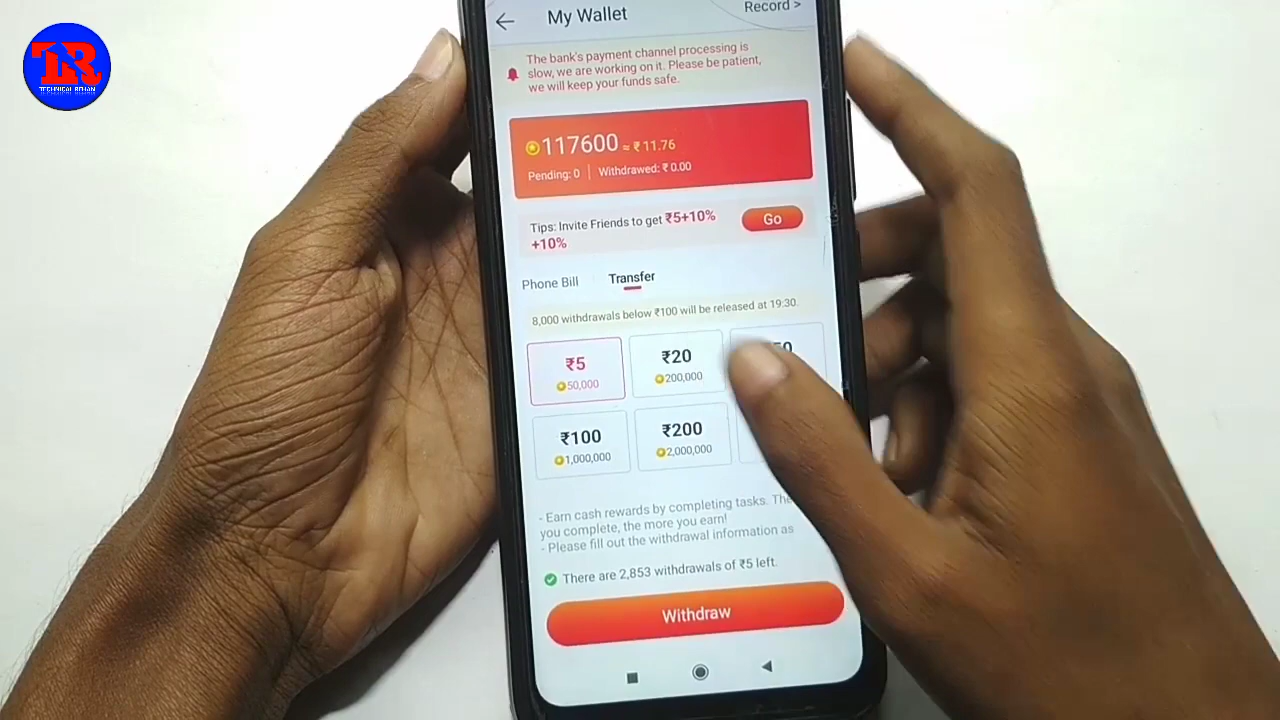 TR
TECHNICAL REHAN
My Wallet
Record >
The bank's payment channel processing is
slow, we are working on it. Please be patient,
we will keep your funds safe.
117600 ≈ ₹ 11.76
Pending: 0 | Withdrawed: ₹ 0.00
Tips: Invite Friends to get ₹5+10%
+10%
Go
Phone Bill
Transfer
8,000 withdrawals below ₹100 will be released at 19:30.
₹5
50,000
₹20
200,000
₹100
1,000,000
₹200
2,000,000
- Earn cash rewards by completing tasks. The
you complete, the more you earn!
- Please fill out the withdrawal information as
There are 2,853 withdrawals of ₹5 left.
Withdraw